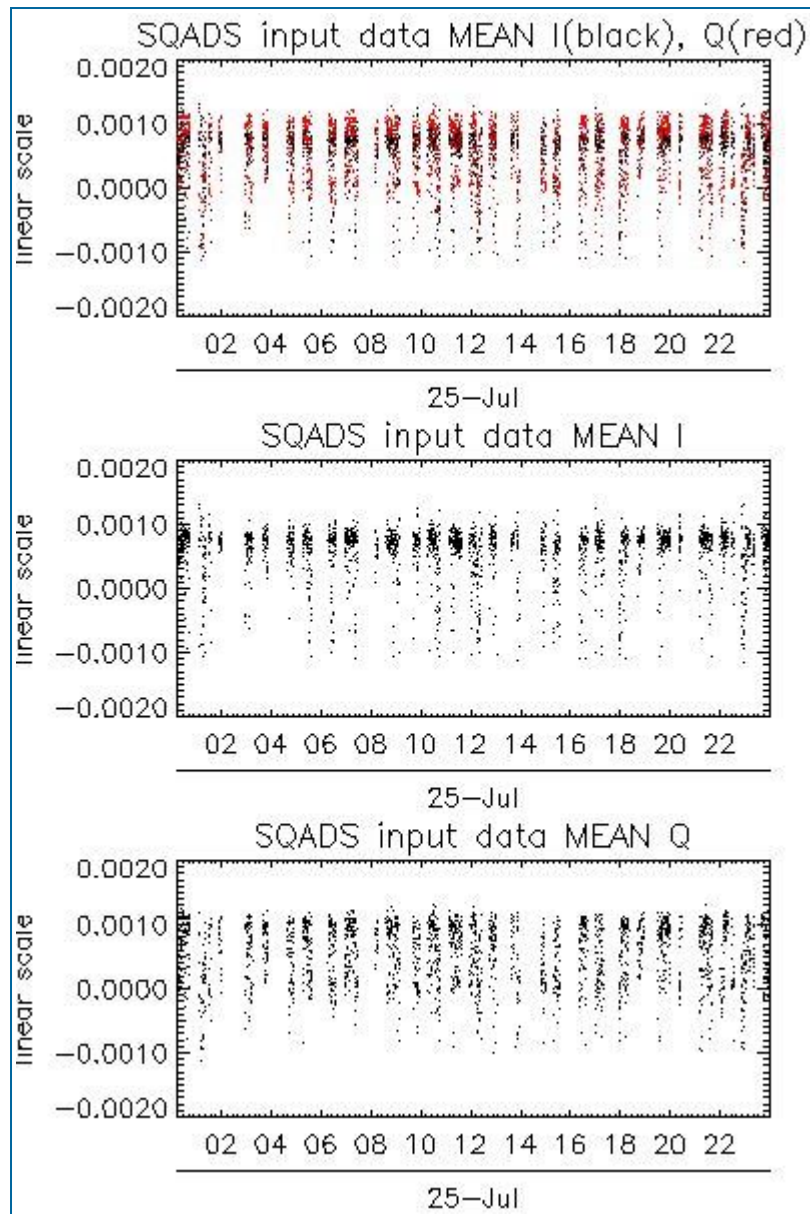 SQADS input data MEAN I(black), Q(red)
0.0020
0.0010
0.0000
−0.0010
−0.0020
linear scale
02 04 06 08 10 12 14 16 18 20 22
25−Jul
SQADS input data MEAN I
0.0020
0.0010
0.0000
−0.0010
−0.0020
linear scale
02 04 06 08 10 12 14 16 18 20 22
25−Jul
SQADS input data MEAN Q
0.0020
0.0010
0.0000
−0.0010
−0.0020
linear scale
02 04 06 08 10 12 14 16 18 20 22
25−Jul